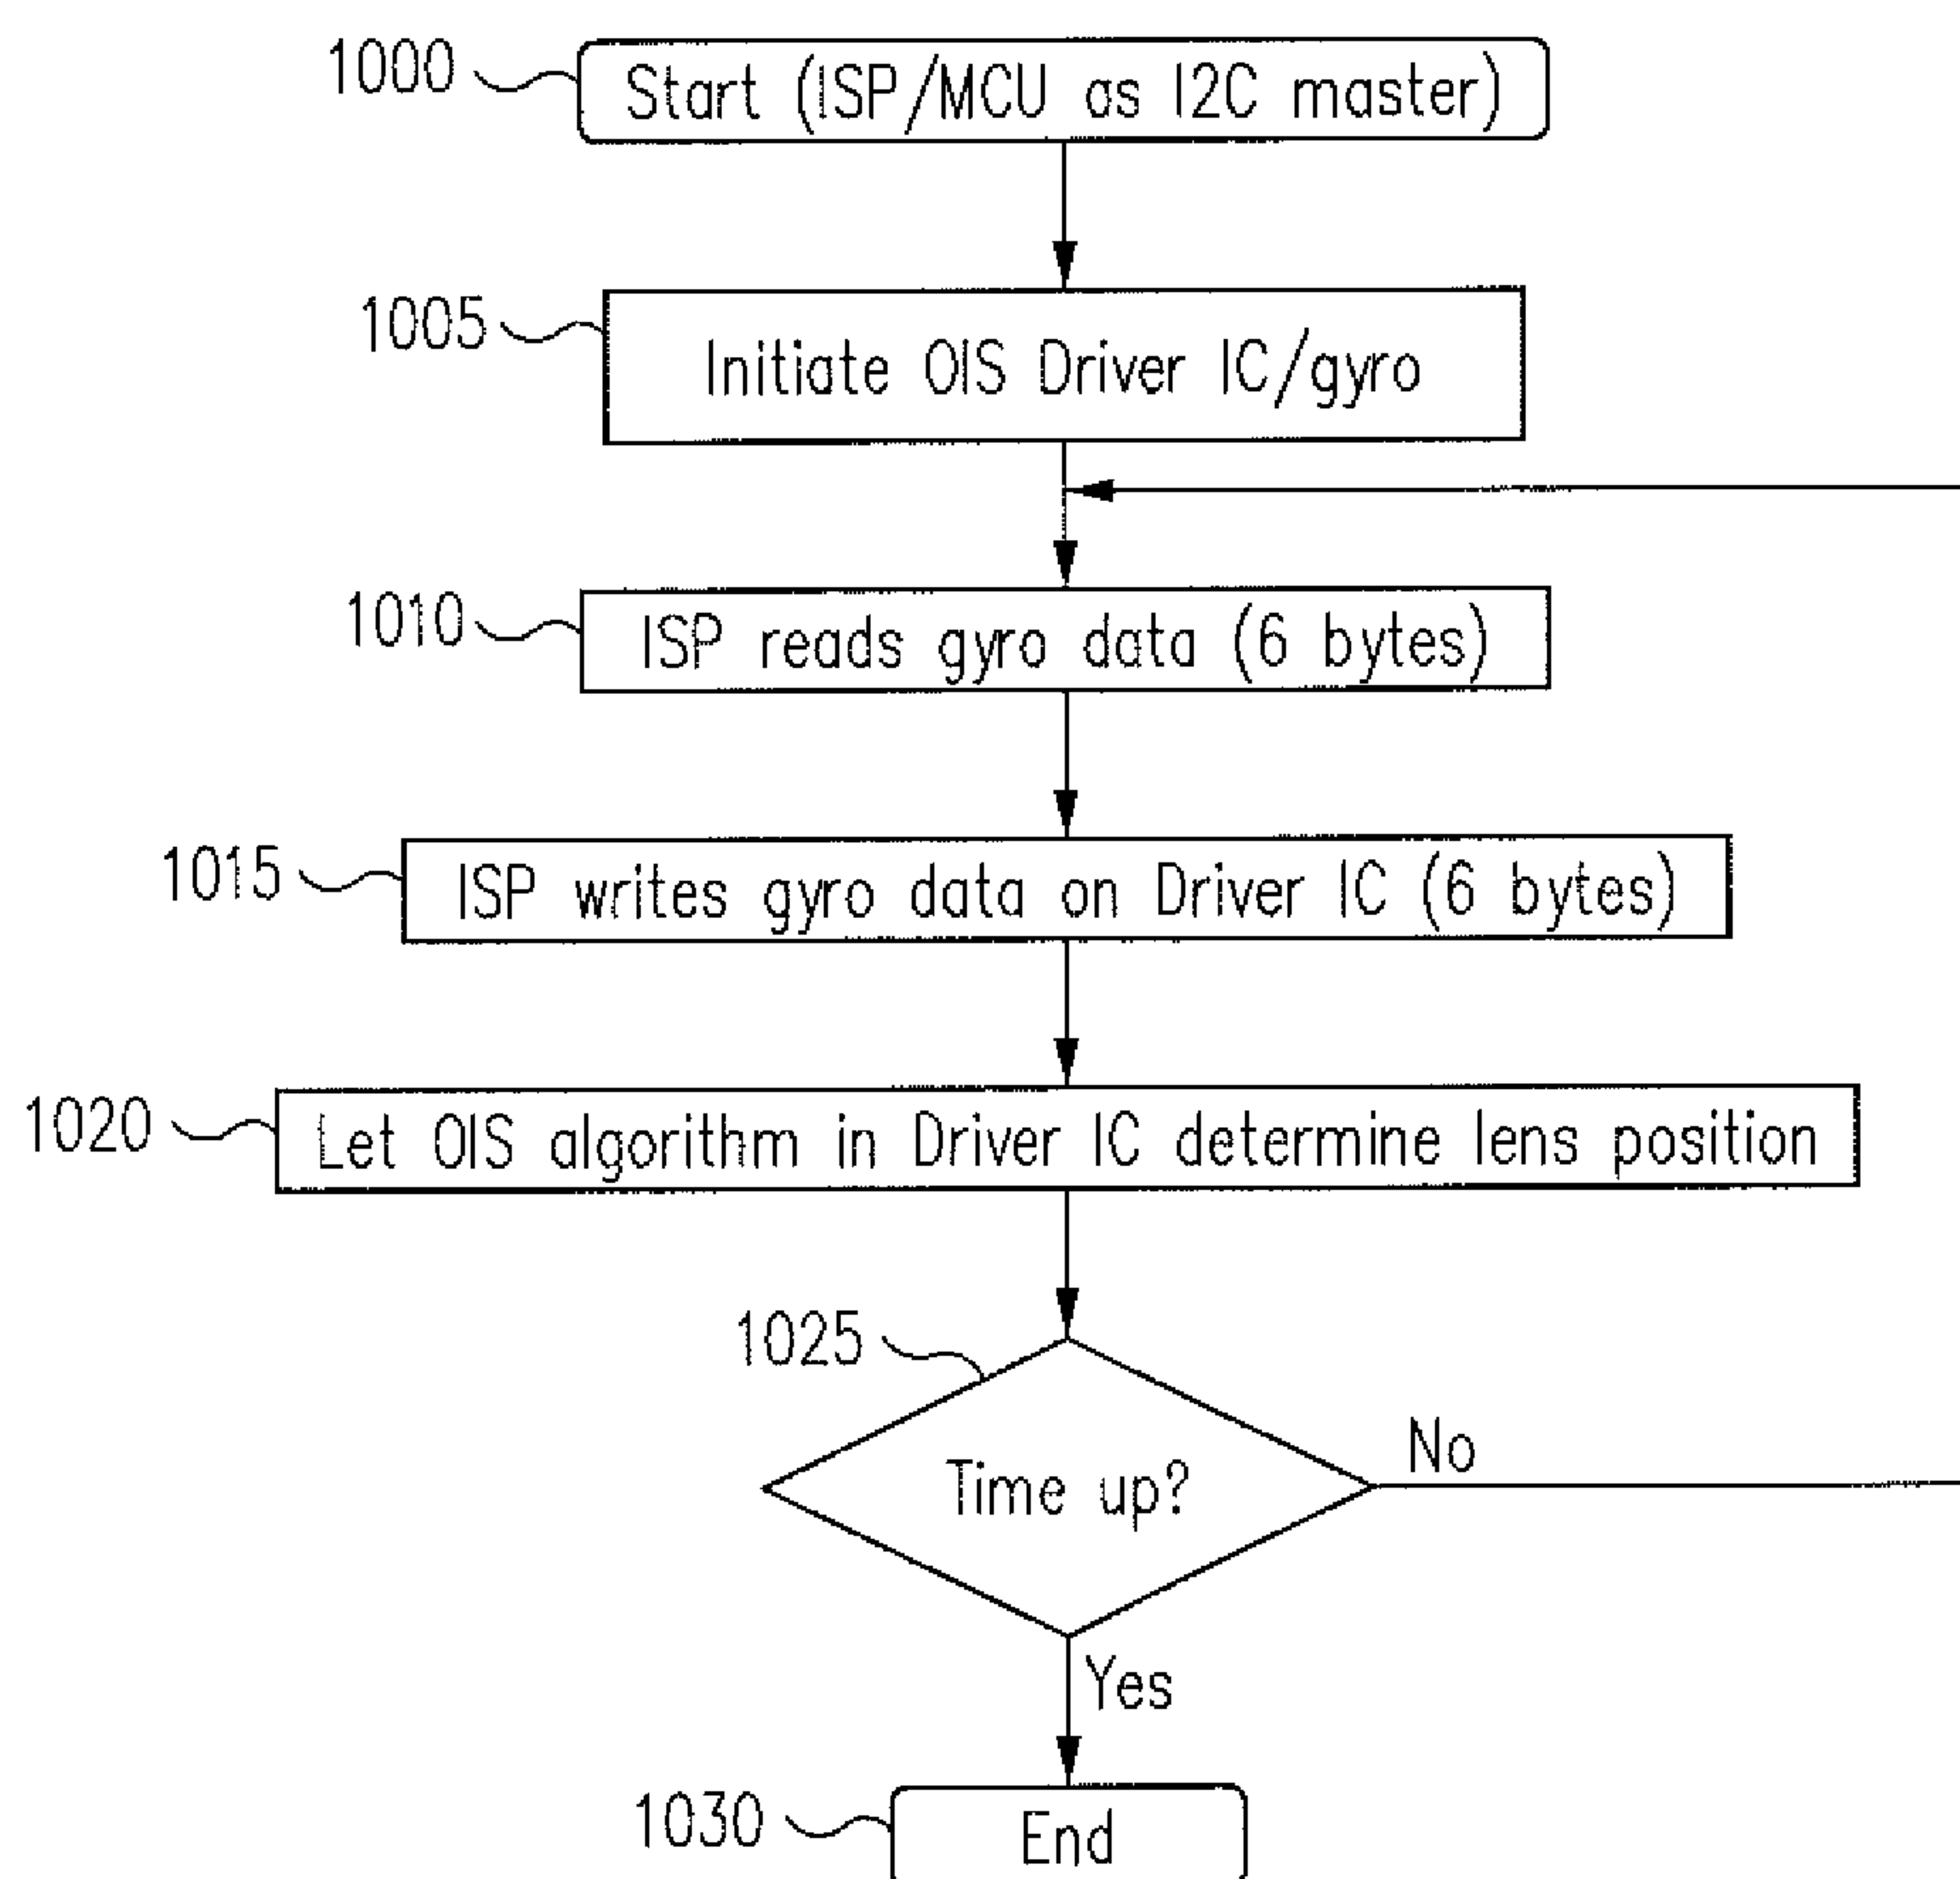 1000
Start (ISP/MCU as I2C master)
1005
Initiate OIS Driver IC/gyro
1010
ISP reads gyro data (6 bytes)
1015
ISP writes gyro data on Driver IC (6 bytes)
1020
Let OIS algorithm in Driver IC determine lens position
1025
Time up?
No
Yes
1030
End